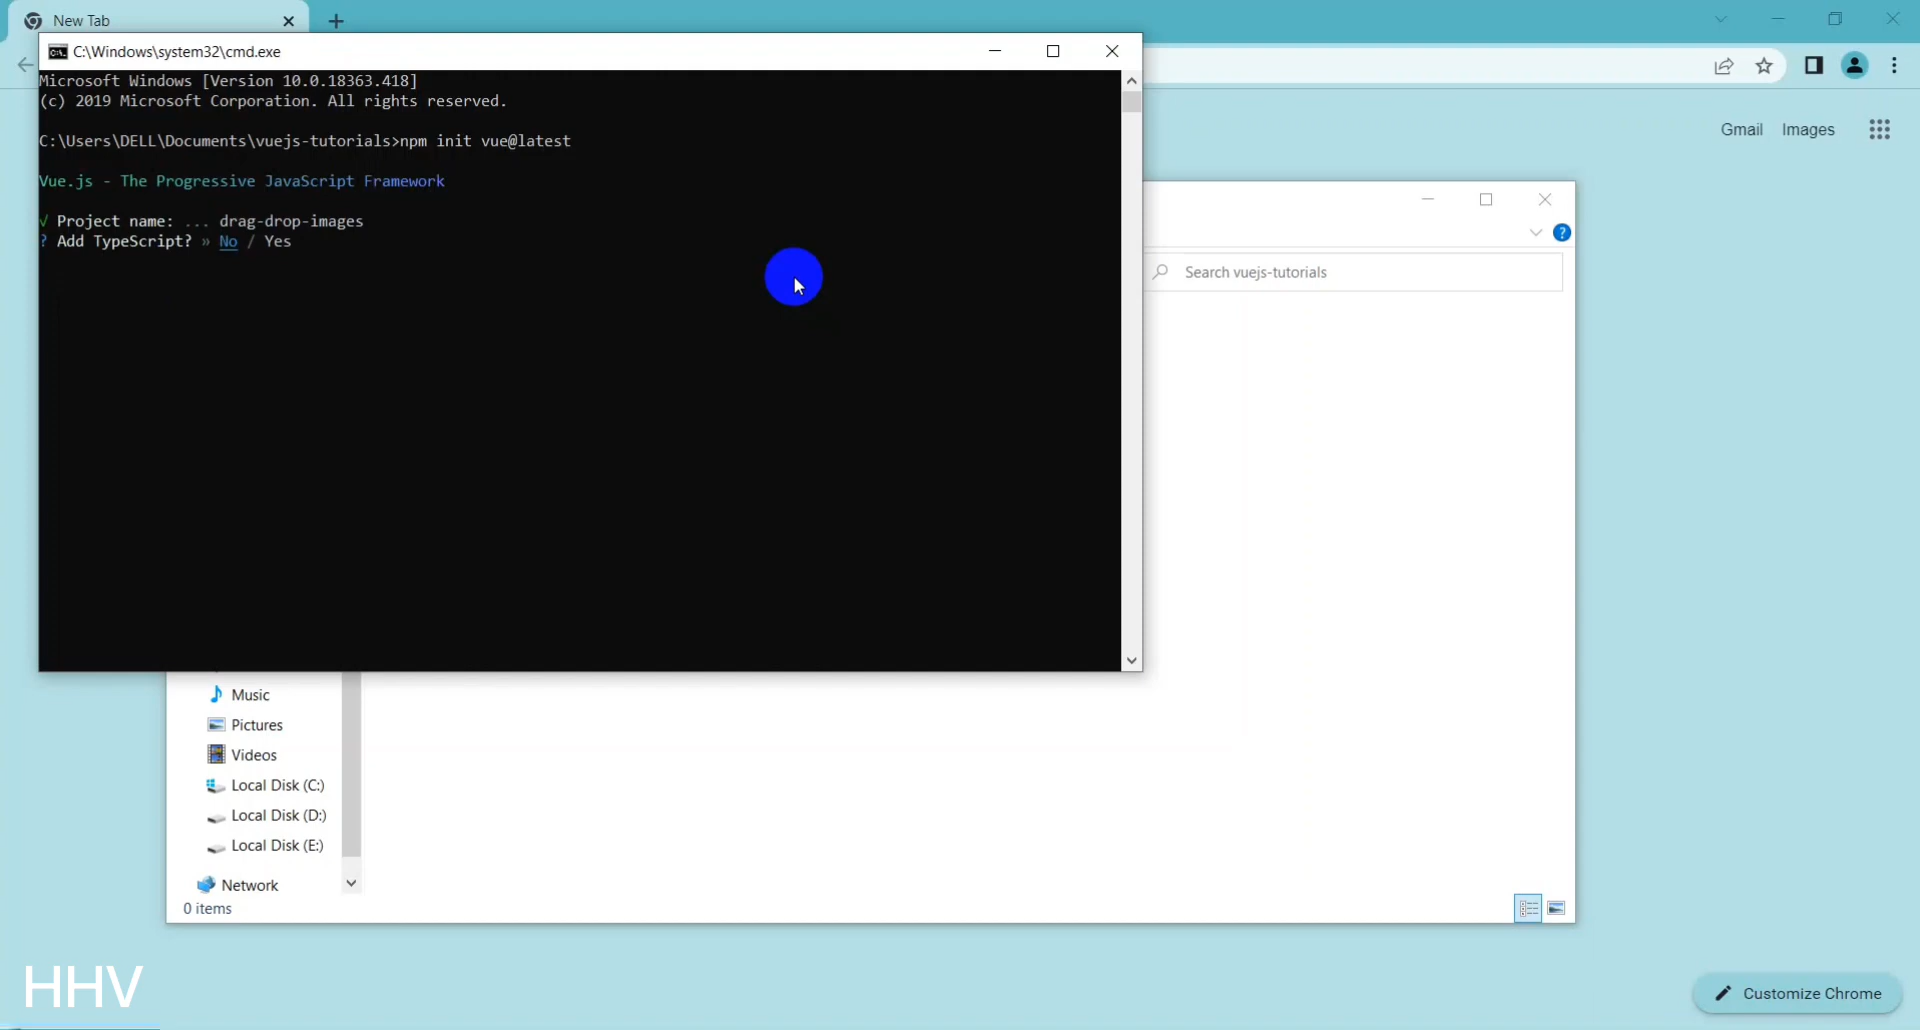 New Tab
C:\Windows\system32\cmd.exe
Microsoft Windows [Version 10.0.18363.418]
(c) 2019 Microsoft Corporation. All rights reserved.
C:\Users\DELL\Documents\vuejs-tutorials>npm init vue@latest
Vue.js - The Progressive JavaScript Framework
√ Project name: ... drag-drop-images
? Add TypeScript? » No / Yes
Gmail Images
Search vuejs-tutorials
Music
Pictures
Videos
Local Disk (C:)
Local Disk (D:)
Local Disk (E:)
Network
0 items
HHV
Customize Chrome